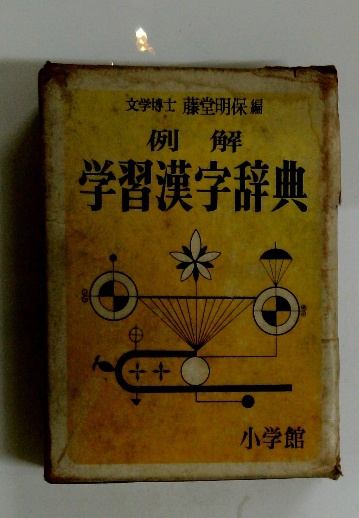 文学博士 藤堂明保 編
例解
学習漢字辞典
小学館